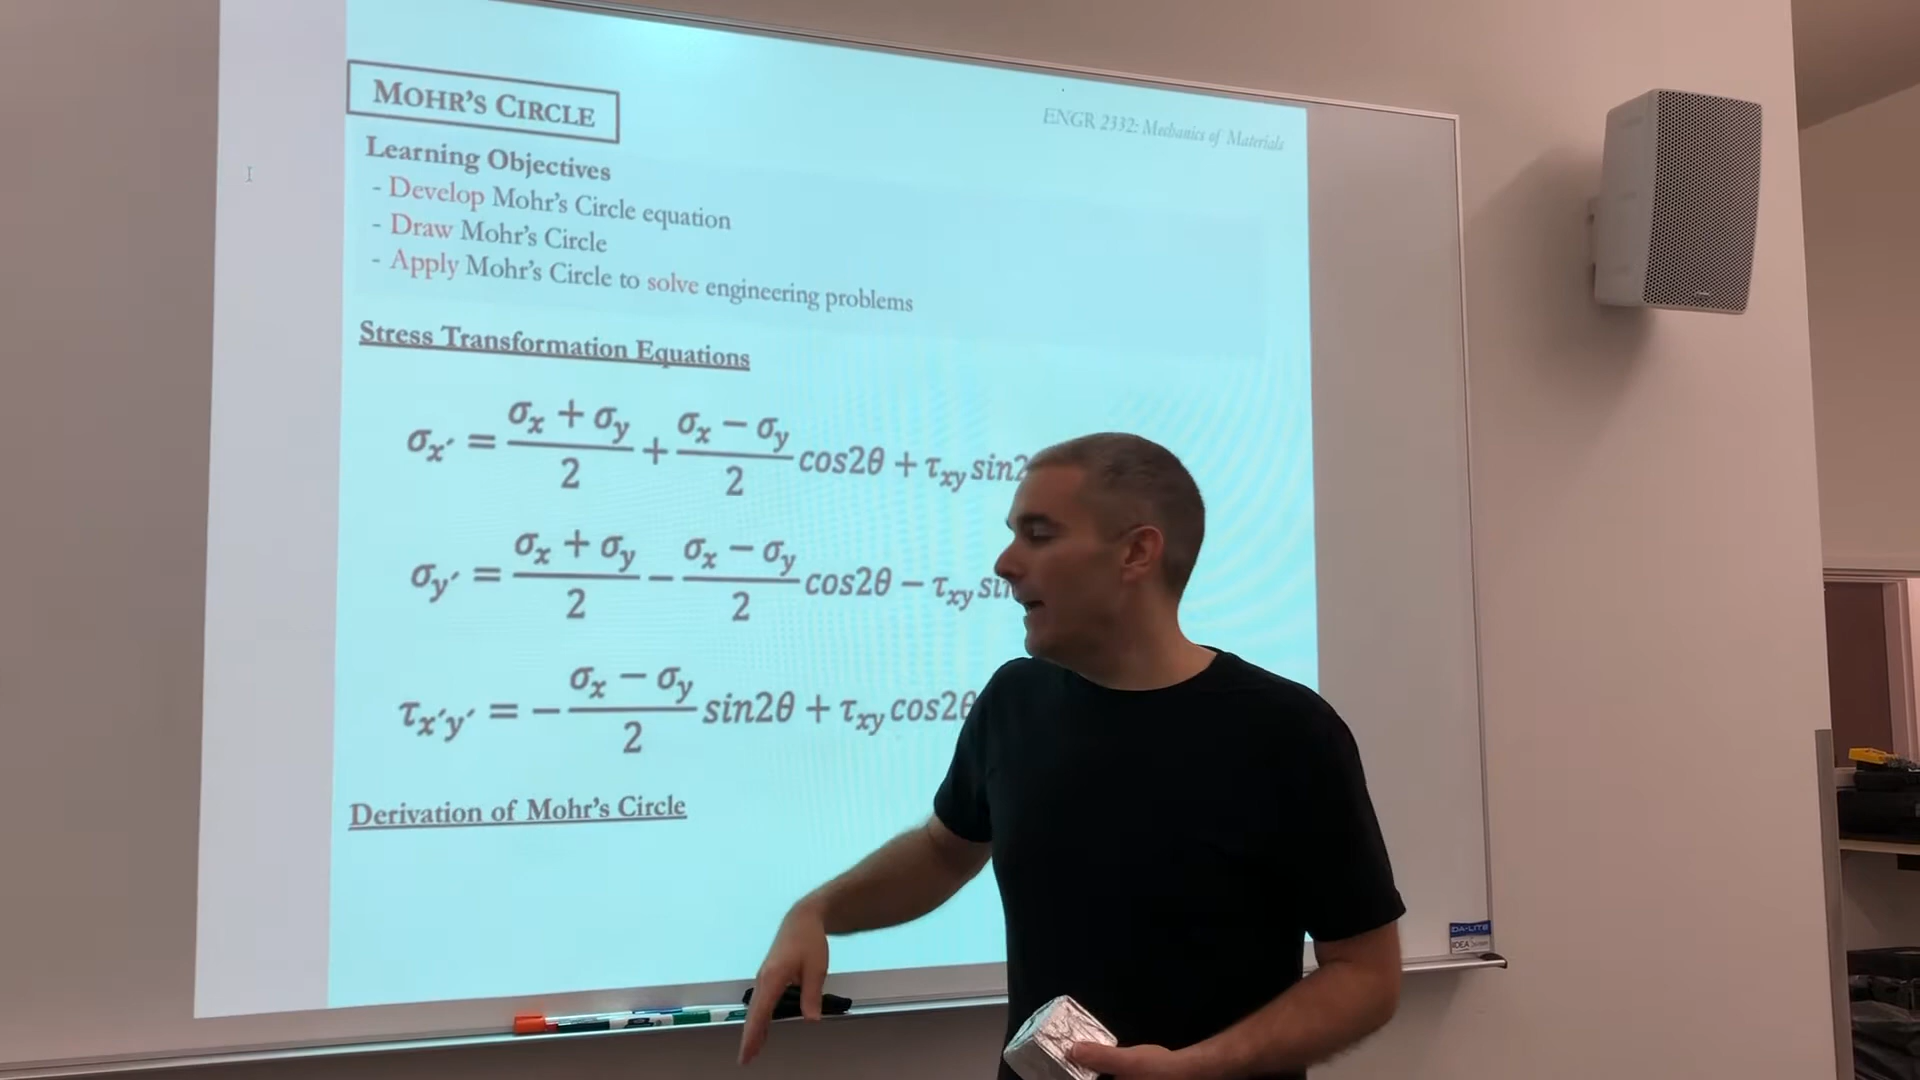 MOHR'S CIRCLE
ENGR 2332: Mechanics of Materials
Learning Objectives
- Develop Mohr's Circle equation
- Draw Mohr's Circle
- Apply Mohr's Circle to solve engineering problems
Stress Transformation Equations
σx′ = (σx + σy)/2 + (σx − σy)/2 cos2θ + τxy sin2
σy′ = (σx + σy)/2 − (σx − σy)/2 cos2θ − τxy sin
τx′y′ = − (σx − σy)/2 sin2θ + τxy cos2θ
Derivation of Mohr's Circle
DA-LITE
IDEA